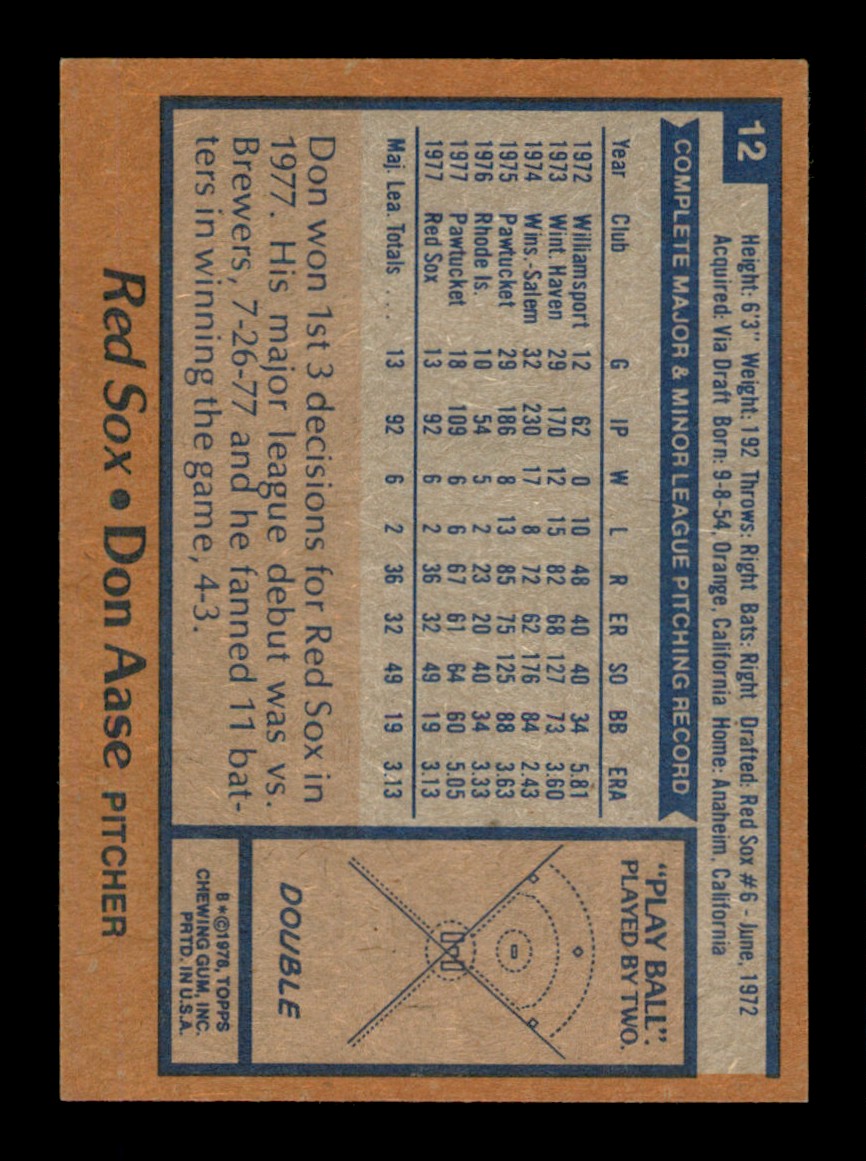 12
Height: 6'3" Weight: 192 Throws: Right Bats: Right Drafted: Red Sox #6 - June, 1972
Acquired: Via Draft Born: 9-8-54, Orange, California Home: Anaheim, California
COMPLETE MAJOR & MINOR LEAGUE PITCHING RECORD
Year Club G IP W L R ER SO BB ERA
1972 Williamsport 12 62 0 10 48 40 40 34 5.81
1973 Wint. Haven 29 170 12 15 82 68 127 73 3.60
1974 Wins.-Salem 32 230 17 8 72 62 176 84 2.43
1975 Pawtucket 29 186 8 13 85 75 125 88 3.63
1976 Rhode Is. 10 54 5 2 23 20 40 34 3.33
1977 Pawtucket 18 109 6 6 67 61 64 60 5.05
1977 Red Sox 13 92 6 2 36 32 49 19 3.13
Maj. Lea. Totals . . . 13 92 6 2 36 32 49 19 3.13
Don won 1st 3 decisions for Red Sox in
1977. His major league debut was vs.
Brewers, 7-26-77 and he fanned 11 bat-
ters in winning the game, 4-3.
"PLAY BALL":
PLAYED BY TWO.
DOUBLE
B*©1978, TOPPS
CHEWING GUM, INC.
PRTD. IN U.S.A.
Red Sox • Don Aase PITCHER